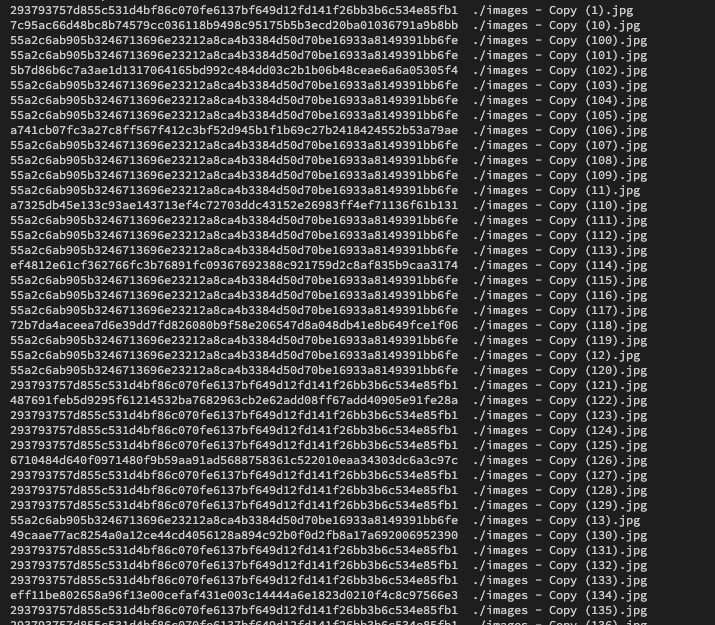 293793757d855c531d4bf86c070fe6137bf649d12fd141f26bb3b6c534e85fb1  ./images - Copy (1).jpg
7c95ac66d48bc8b74579cc036118b9498c95175b5b3ecd20ba01036791a9b8bb  ./images - Copy (10).jpg
55a2c6ab905b3246713696e23212a8ca4b3384d50d70be16933a8149391bb6fe  ./images - Copy (100).jpg
55a2c6ab905b3246713696e23212a8ca4b3384d50d70be16933a8149391bb6fe  ./images - Copy (101).jpg
5b7d86b6c7a3ae1d1317064165bd992c484dd03c2b1b06b48ceae6a6a05305f4  ./images - Copy (102).jpg
55a2c6ab905b3246713696e23212a8ca4b3384d50d70be16933a8149391bb6fe  ./images - Copy (103).jpg
55a2c6ab905b3246713696e23212a8ca4b3384d50d70be16933a8149391bb6fe  ./images - Copy (104).jpg
55a2c6ab905b3246713696e23212a8ca4b3384d50d70be16933a8149391bb6fe  ./images - Copy (105).jpg
a741cb07fc3a27c8ff567f412c3bf52d945b1f1b69c27b2418424552b53a79ae  ./images - Copy (106).jpg
55a2c6ab905b3246713696e23212a8ca4b3384d50d70be16933a8149391bb6fe  ./images - Copy (107).jpg
55a2c6ab905b3246713696e23212a8ca4b3384d50d70be16933a8149391bb6fe  ./images - Copy (108).jpg
55a2c6ab905b3246713696e23212a8ca4b3384d50d70be16933a8149391bb6fe  ./images - Copy (109).jpg
55a2c6ab905b3246713696e23212a8ca4b3384d50d70be16933a8149391bb6fe  ./images - Copy (11).jpg
a7325db45e133c93ae143713ef4c72703ddc43152e26983ff4ef71136f61b131  ./images - Copy (110).jpg
55a2c6ab905b3246713696e23212a8ca4b3384d50d70be16933a8149391bb6fe  ./images - Copy (111).jpg
55a2c6ab905b3246713696e23212a8ca4b3384d50d70be16933a8149391bb6fe  ./images - Copy (112).jpg
55a2c6ab905b3246713696e23212a8ca4b3384d50d70be16933a8149391bb6fe  ./images - Copy (113).jpg
ef4812e61cf362766fc3b76891fc09367692388c921759d2c8af835b9caa3174  ./images - Copy (114).jpg
55a2c6ab905b3246713696e23212a8ca4b3384d50d70be16933a8149391bb6fe  ./images - Copy (115).jpg
55a2c6ab905b3246713696e23212a8ca4b3384d50d70be16933a8149391bb6fe  ./images - Copy (116).jpg
55a2c6ab905b3246713696e23212a8ca4b3384d50d70be16933a8149391bb6fe  ./images - Copy (117).jpg
72b7da4aceea7d6e39dd7fd826080b9f58e206547d8a048db41e8b649fce1f06  ./images - Copy (118).jpg
55a2c6ab905b3246713696e23212a8ca4b3384d50d70be16933a8149391bb6fe  ./images - Copy (119).jpg
55a2c6ab905b3246713696e23212a8ca4b3384d50d70be16933a8149391bb6fe  ./images - Copy (12).jpg
55a2c6ab905b3246713696e23212a8ca4b3384d50d70be16933a8149391bb6fe  ./images - Copy (120).jpg
293793757d855c531d4bf86c070fe6137bf649d12fd141f26bb3b6c534e85fb1  ./images - Copy (121).jpg
487691feb5d9295f61214532ba7682963cb2e62add08ff67add40905e91fe28a  ./images - Copy (122).jpg
293793757d855c531d4bf86c070fe6137bf649d12fd141f26bb3b6c534e85fb1  ./images - Copy (123).jpg
293793757d855c531d4bf86c070fe6137bf649d12fd141f26bb3b6c534e85fb1  ./images - Copy (124).jpg
293793757d855c531d4bf86c070fe6137bf649d12fd141f26bb3b6c534e85fb1  ./images - Copy (125).jpg
6710484d640f0971480f9b59aa91ad5688758361c522010eaa34303dc6a3c97c  ./images - Copy (126).jpg
293793757d855c531d4bf86c070fe6137bf649d12fd141f26bb3b6c534e85fb1  ./images - Copy (127).jpg
293793757d855c531d4bf86c070fe6137bf649d12fd141f26bb3b6c534e85fb1  ./images - Copy (128).jpg
293793757d855c531d4bf86c070fe6137bf649d12fd141f26bb3b6c534e85fb1  ./images - Copy (129).jpg
55a2c6ab905b3246713696e23212a8ca4b3384d50d70be16933a8149391bb6fe  ./images - Copy (13).jpg
49caae77ac8254a0a12ce44cd4056128a894c92b0f0d2fb8a17a692006952390  ./images - Copy (130).jpg
293793757d855c531d4bf86c070fe6137bf649d12fd141f26bb3b6c534e85fb1  ./images - Copy (131).jpg
293793757d855c531d4bf86c070fe6137bf649d12fd141f26bb3b6c534e85fb1  ./images - Copy (132).jpg
293793757d855c531d4bf86c070fe6137bf649d12fd141f26bb3b6c534e85fb1  ./images - Copy (133).jpg
eff11be802658a96f13e00cefaf431e003c14444a6e1823d0210f4c8c97566e3  ./images - Copy (134).jpg
293793757d855c531d4bf86c070fe6137bf649d12fd141f26bb3b6c534e85fb1  ./images - Copy (135).jpg
293793757d855c531d4bf86c070fe6137bf649d12fd141f26bb3b6c534e85fb1  ./images - Copy (136).jpg